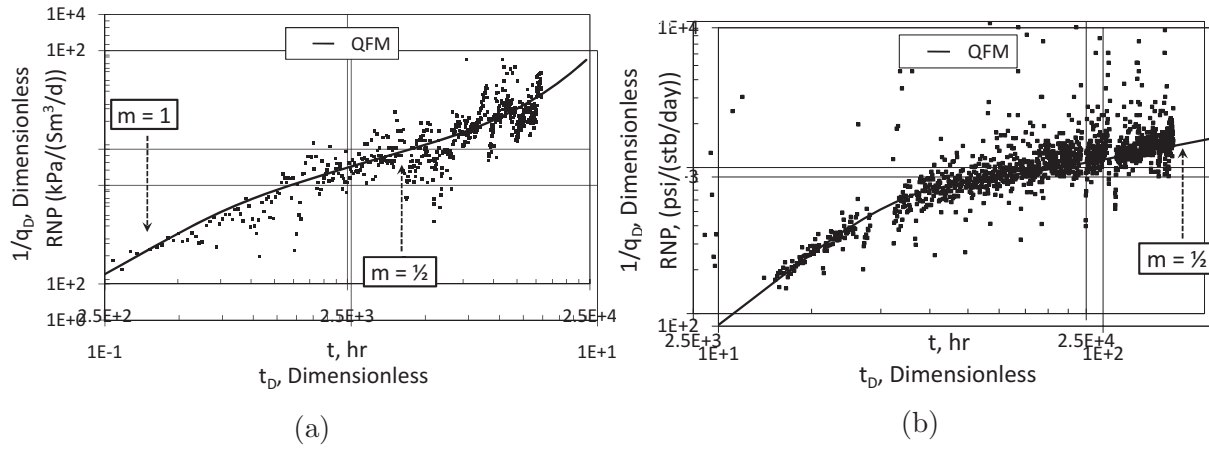 1E+4
1E+2
QFM
m = 1
m = ½
1/q_D, Dimensionless
RNP (kPa/(Sm³/d))
1E+2
1E+0
2.5E+2
2.5E+3
2.5E+4
1E-1
t, hr
1E+1
t_D, Dimensionless
(a)
1E+4
QFM
-3
m = ½
1/q_D, Dimensionless
RNP, (psi/(stb/day))
1E+2
2.5E+3
2.5E+4
1E+1
t, hr
1E+2
t_D, Dimensionless
(b)